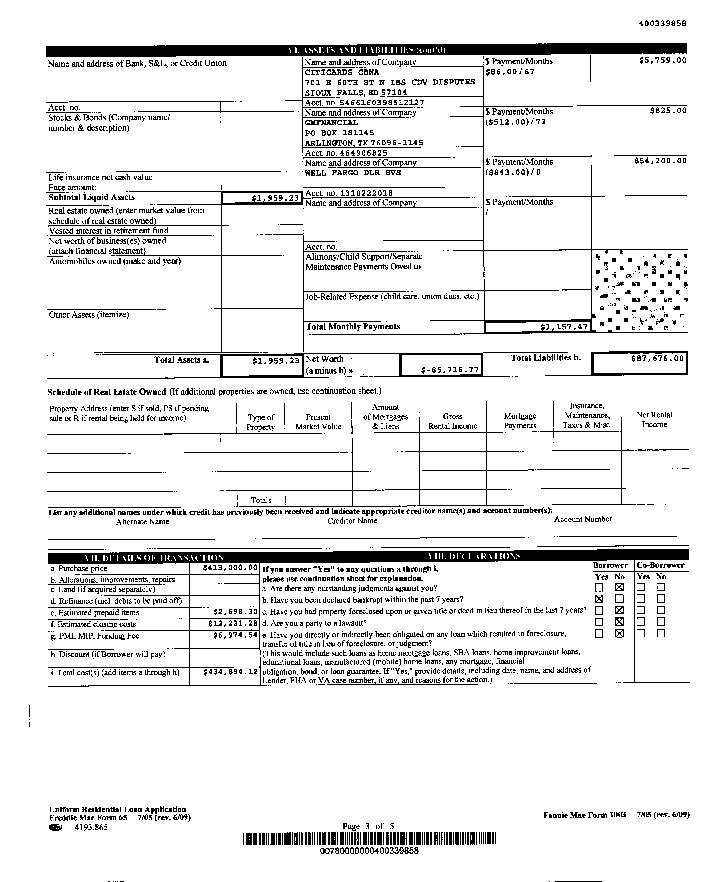 400339858
VI. ASSETS AND LIABILITIES (cont'd)
Name and address of Bank, S&L, or Credit Union
Name and address of Company
CITICARDS CBNA
701 E 60TH ST N IBS CDV DISPUTES
SIOUX FALLS, SD 57104
Acct. no. 5466160398512127
$ Payment/Months
$86.00/67
$5,759.00
Acct. no.
Stocks & Bonds (Company name/
number & description)
Name and address of Company
GMFINANCIAL
PO BOX 181145
ARLINGTON, TX 76096-1145
Acct. no. 464906825
$ Payment/Months
($512.00)/73
$825.00
Name and address of Company
WELL FARGO DLR SVS
$ Payment/Months
($843.00)/0
$54,200.00
Life insurance net cash value
Face amount:
Subtotal Liquid Assets
$1,959.23
Acct. no. 1310222018
Name and address of Company
$ Payment/Months
/
Real estate owned (enter market value from
schedule of real estate owned)
Vested interest in retirement fund
Net worth of business(es) owned
(attach financial statement)
Acct. no.
Automobiles owned (make and year)
Alimony/Child Support/Separate
Maintenance Payments Owed to
Job-Related Expense (child care, union dues, etc.)
Other Assets (itemize)
Total Monthly Payments
Total Assets a.
$1,959.23
Net Worth
(a minus b)
$-85,716.77
Total Liabilities b.
$87,676.00
Schedule of Real Estate Owned (If additional properties are owned, use continuation sheet.)
Property Address (enter S if sold, PS if pending
sale or R if rental being held for income)
Type of
Property
Present
Market Value
Amount
of Mortgages
& Liens
Gross
Rental Income
Mortgage
Payments
Insurance,
Maintenance,
Taxes & Misc.
Net Rental
Income
Totals
List any additional names under which credit has previously been received and indicate appropriate creditor name(s) and account number(s):
Alternate Name
Creditor Name
Account Number
VII. DETAILS OF TRANSACTION
a. Purchase price
$413,000.00
b. Alterations, improvements, repairs
c. Land (if acquired separately)
d. Refinance (incl. debts to be paid off)
e. Estimated prepaid items
f. Estimated closing costs
g. PMI, MIP, Funding Fee
$6,974.54
h. Discount (if Borrower will pay)
i. Total cost(s) (add items a through h)
VIII. DECLARATIONS
If you answer "Yes" to any questions a through i,
please use continuation sheet for explanation.
Borrower
Co-Borrower
Yes No Yes No
a. Are there any outstanding judgments against you?
b. Have you been declared bankrupt within the past 7 years?
c. Have you had property foreclosed upon or given title or deed in lieu thereof in the last 7 years?
d. Are you a party to a lawsuit?
e. Have you directly or indirectly been obligated on any loan which resulted in foreclosure,
transfer of title in lieu of foreclosure, or judgment?
(This would include such loans as home mortgage loans, SBA loans, home improvement loans,
educational loans, manufactured (mobile) home loans, any mortgage, financial
obligation, bond, or loan guarantee. If "Yes," provide details, including date, name, and address of
Lender, FHA or VA case number, if any, and reasons for the action.)
Uniform Residential Loan Application
Freddie Mac Form 65 7/05 (rev. 6/09)
4193.865
Page 3 of 5
Fannie Mae Form 1003 7/05 (rev. 6/09)
00780000000400339858